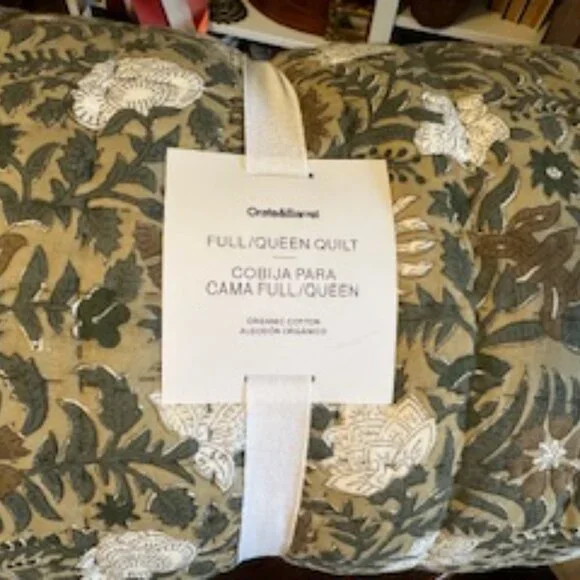 Crate&Barrel
FULL/QUEEN QUILT
COBIJA PARA
CAMA FULL/QUEEN
ORGANIC COTTON
ALGODÓN ORGÁNICO